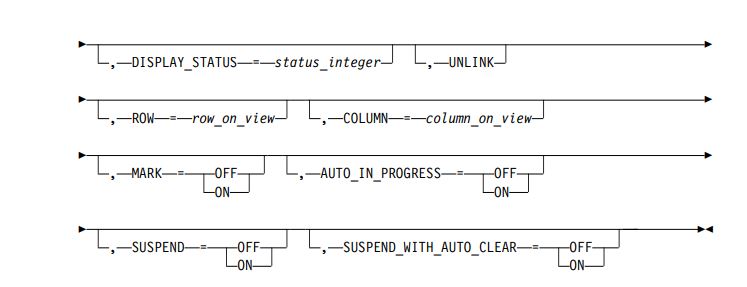 , DISPLAY_STATUS = status_integer , UNLINK
, ROW = row_on_view , COLUMN = column_on_view
, MARK = OFF , AUTO_IN_PROGRESS = OFF
ON ON
, SUSPEND = OFF , SUSPEND_WITH_AUTO_CLEAR = OFF
ON ON